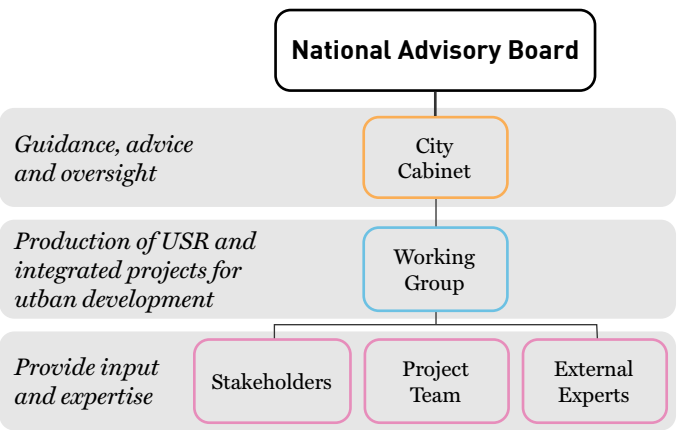 National Advisory Board
Guidance, advice
and oversight
City
Cabinet
Production of USR and
integrated projects for
utban development
Working
Group
Provide input
and expertise
Stakeholders
Project
Team
External
Experts